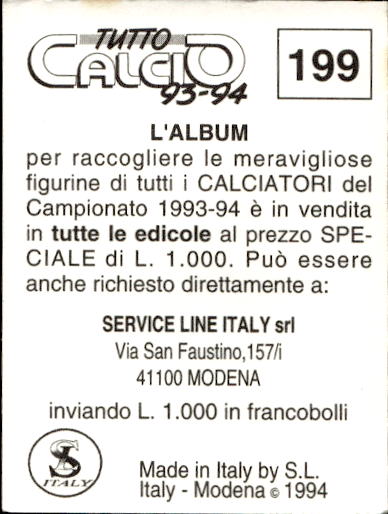 TUTTO
CALCIO
93-94
199
L'ALBUM
per raccogliere le meravigliose
figurine di tutti i CALCIATORI del
Campionato 1993-94 è in vendita
in tutte le edicole al prezzo SPE-
CIALE di L. 1.000. Può essere
anche richiesto direttamente a:
SERVICE LINE ITALY srl
Via San Faustino,157/i
41100 MODENA
inviando L. 1.000 in francobolli
SL
ITALY
Made in Italy by S.L.
Italy - Modena © 1994